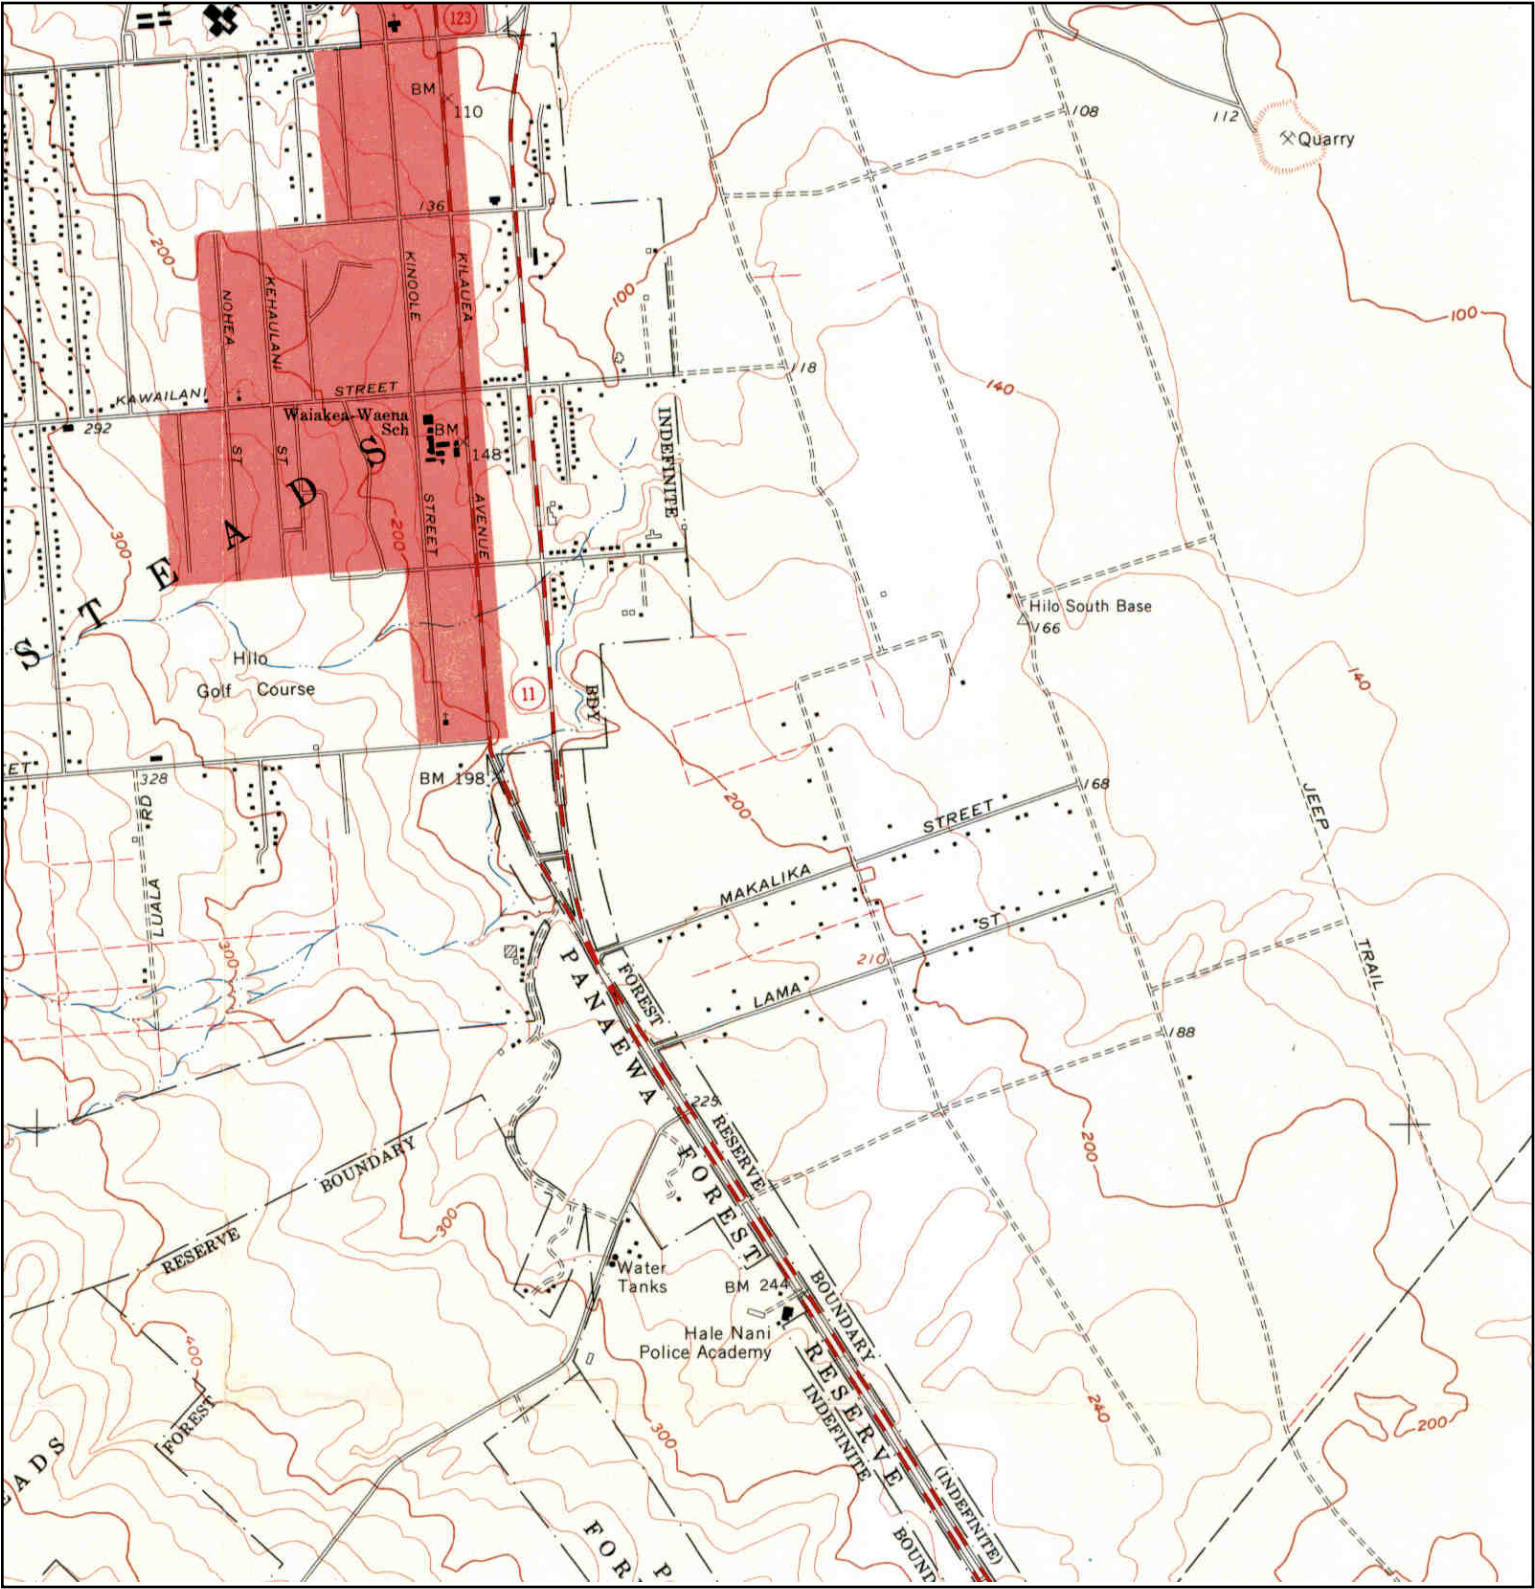 123
BM
110
108
112
Quarry
136
200
NOHEA
KEHAULANI
KINOOLE
KILAUEA
100
100
118
140
KAWAILANI
STREET
292
Waiakea-Waena
Sch
BM
148
INDEFINITE
ST
ST
STREET
AVENUE
300
200
S T E A D S
Hilo South Base
166
Hilo
Golf Course
11
BDY
140
ET
328
BM 198
RD
LUALA
200
STREET
168
MAKALIKA
JEEP
TRAIL
ST
LAMA
210
300
PANAEWA
FOREST
188
225
RESERVE
FOREST
200
BOUNDARY
RESERVE
300
Water
Tanks
BM 244
BOUNDARY
Hale Nani
Police Academy
RESERVE
INDEFINITE
400
FOREST
240
200
300
EADS
(INDEFINITE)
BOUND
FOR
P